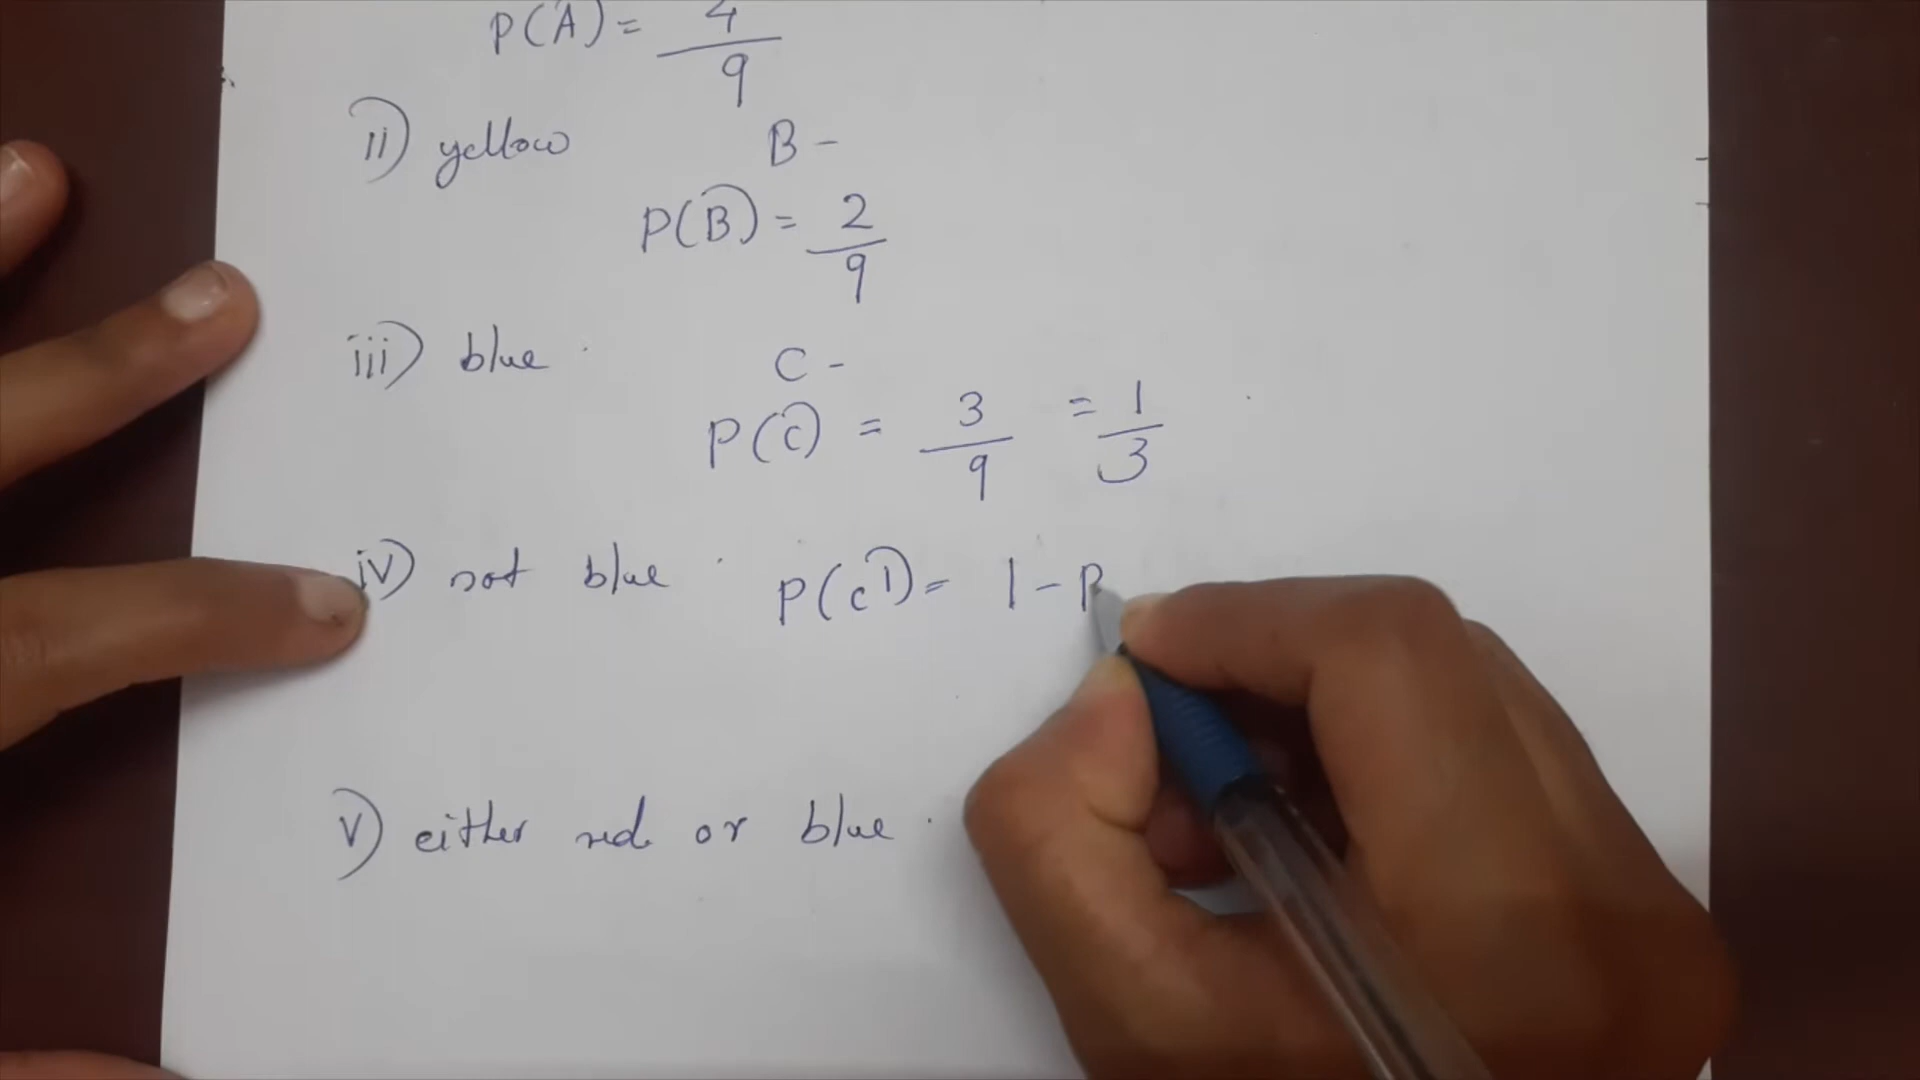 P(A) = 4/9
ii) yellow B -
P(B) = 2/9
iii) blue . C -
P(C) = 3/9 = 1/3
iv) not blue . P(C') = 1 - P
v) either red or blue .